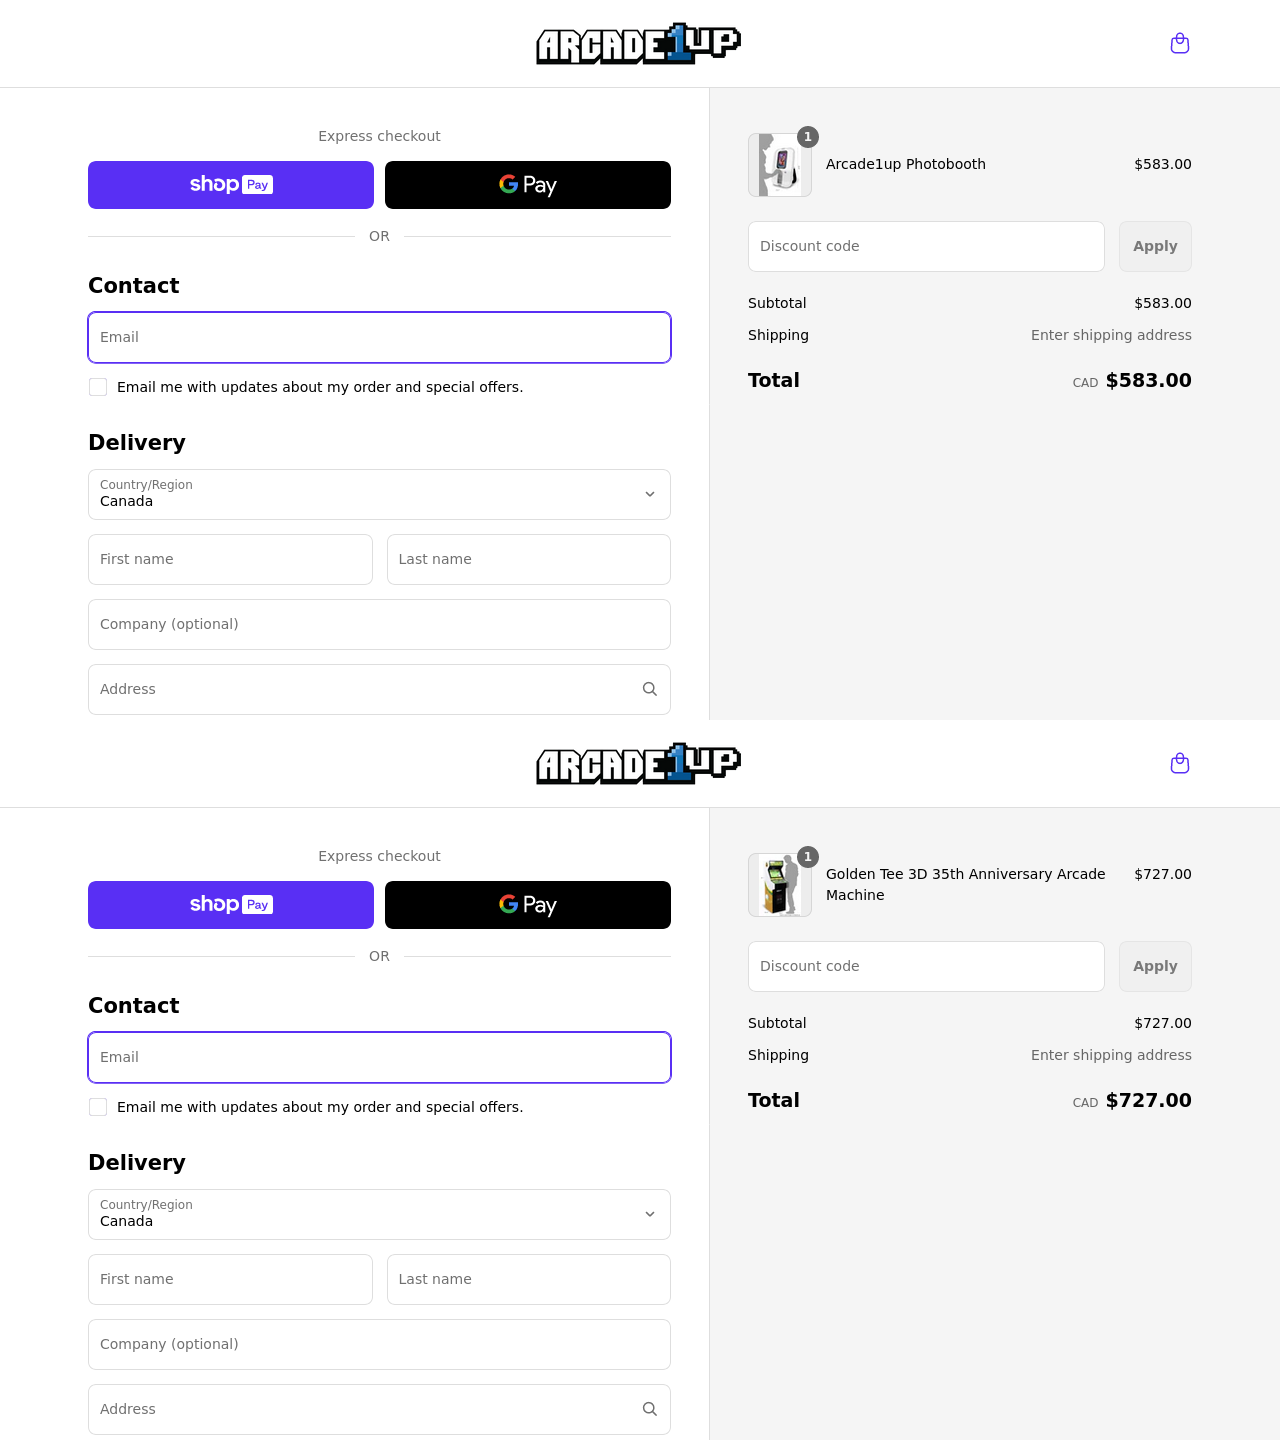 ARCADE1UP
Express checkout
shop Pay
G Pay
OR
Contact
Email
Email me with updates about my order and special offers.
Delivery
Country/Region
Canada
First name
Last name
Company (optional)
Address
1
Arcade1up Photobooth
$583.00
Discount code
Apply
Subtotal
$583.00
Shipping
Enter shipping address
Total
CAD $583.00
ARCADE1UP
Express checkout
shop Pay
G Pay
OR
Contact
Email
Email me with updates about my order and special offers.
Delivery
Country/Region
Canada
First name
Last name
Company (optional)
Address
1
Golden Tee 3D 35th Anniversary Arcade
Machine
$727.00
Discount code
Apply
Subtotal
$727.00
Shipping
Enter shipping address
Total
CAD $727.00